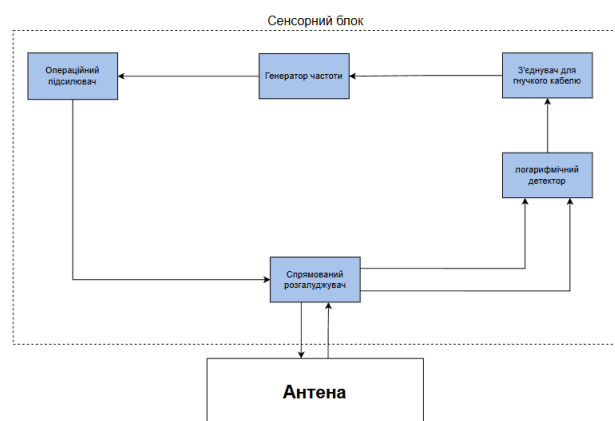 Сенсорний блок
Операційний
підсилювач
Генератор частоти
З'єднувач для
гнучкого кабелю
логарифмічний
детектор
Спрямований
розгалуджувач
Антена